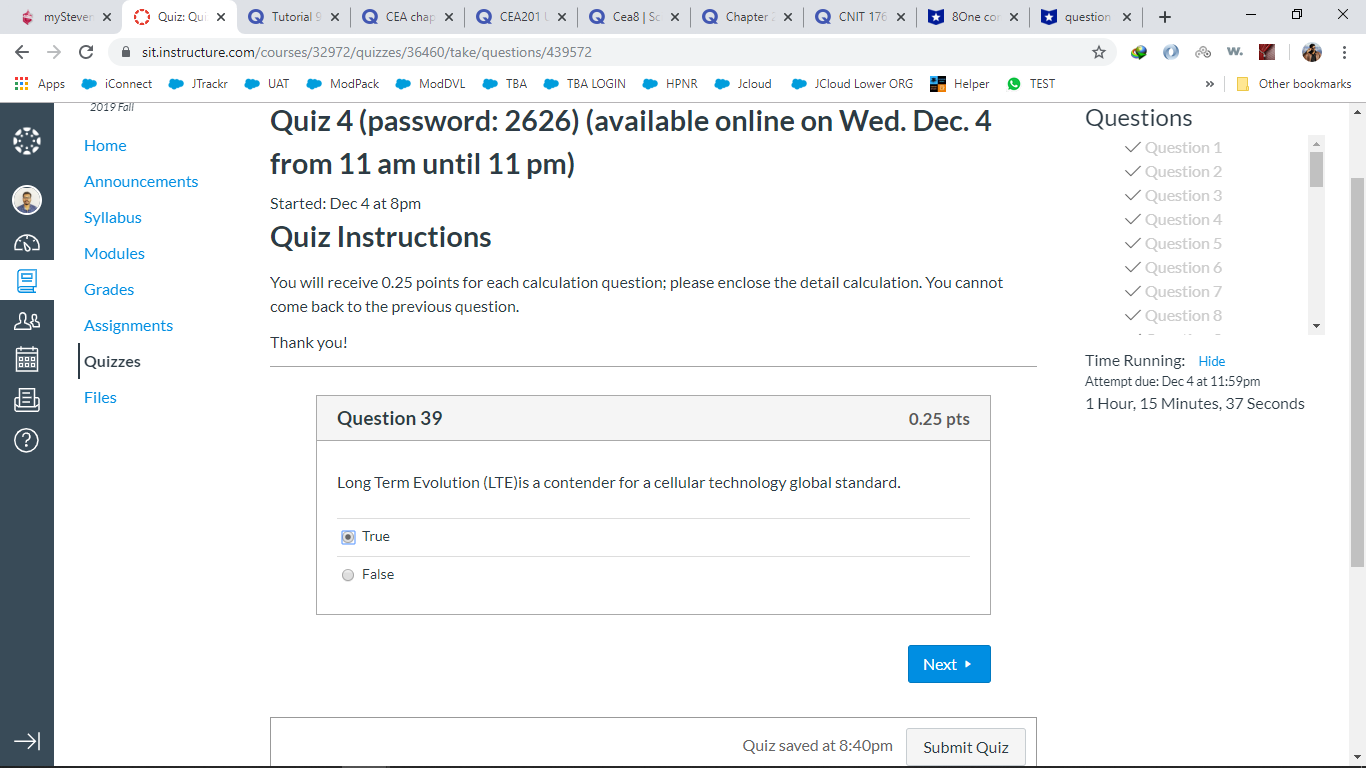 mySteven
Quiz: Qui
Tutorial 9
CEA chap
CEA201
Cea8 | Sc
Chapter 2
CNIT 176
8One cor
question
sit.instructure.com/courses/32972/quizzes/36460/take/questions/439572
Apps iConnect JTrackr UAT ModPack ModDVL TBA TBA LOGIN HPNR Jcloud JCloud Lower ORG Helper TEST » Other bookmarks
2019 Fall
Home
Announcements
Syllabus
Modules
Grades
Assignments
Quizzes
Files
Quiz 4 (password: 2626) (available online on Wed. Dec. 4
from 11 am until 11 pm)
Started: Dec 4 at 8pm
Quiz Instructions
You will receive 0.25 points for each calculation question; please enclose the detail calculation. You cannot
come back to the previous question.
Thank you!
Question 39 0.25 pts
Long Term Evolution (LTE)is a contender for a cellular technology global standard.
True
False
Next
Quiz saved at 8:40pm Submit Quiz
Questions
Question 1
Question 2
Question 3
Question 4
Question 5
Question 6
Question 7
Question 8
Time Running: Hide
Attempt due: Dec 4 at 11:59pm
1 Hour, 15 Minutes, 37 Seconds